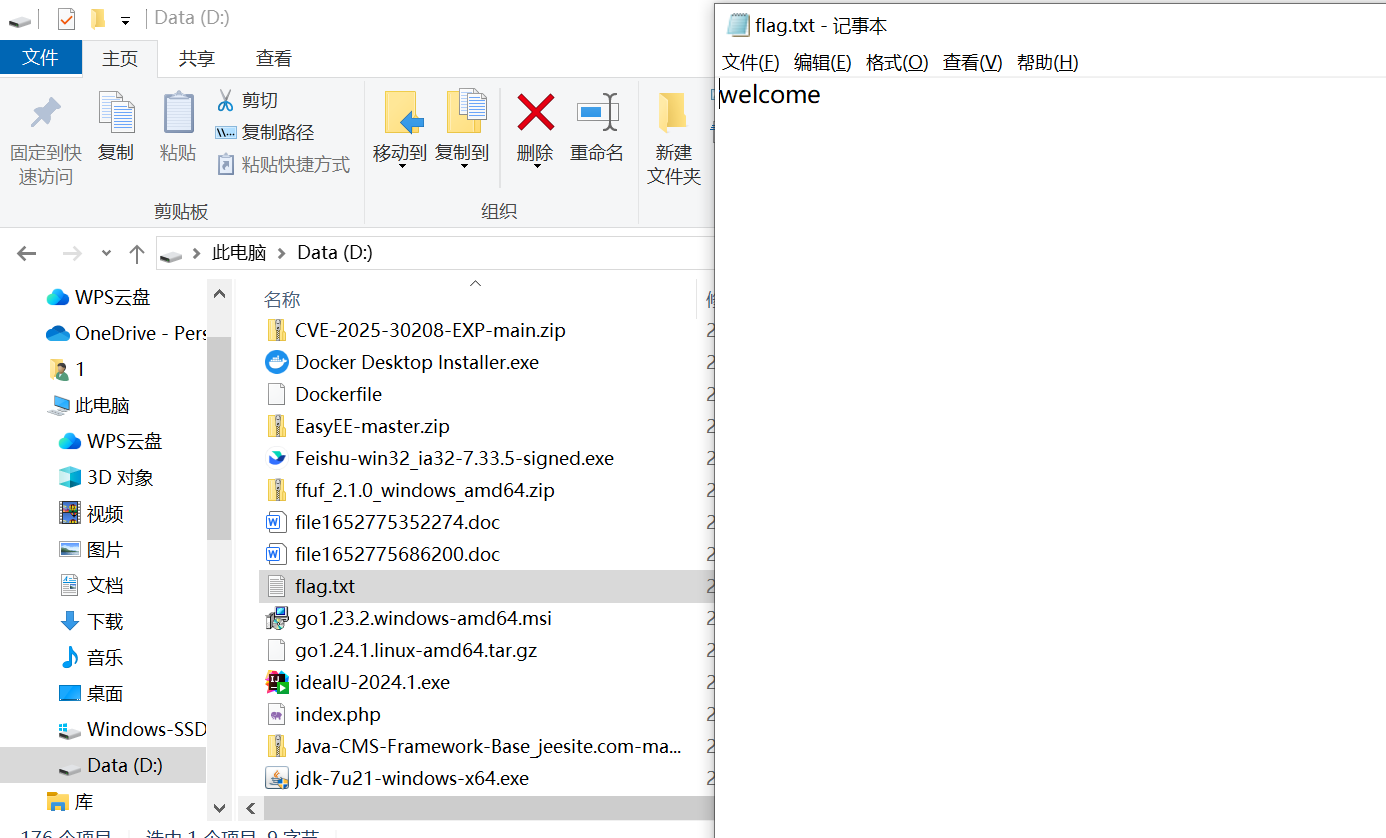 Data (D:)
文件 主页 共享 查看
固定到快
速访问
复制
粘贴
剪切
复制路径
粘贴快捷方式
剪贴板
移动到
复制到
删除
重命名
组织
新建
文件夹
此电脑 Data (D:)
WPS云盘
OneDrive - Pers
1
此电脑
WPS云盘
3D 对象
视频
图片
文档
下载
音乐
桌面
Windows-SSD
Data (D:)
库
名称
CVE-2025-30208-EXP-main.zip
Docker Desktop Installer.exe
Dockerfile
EasyEE-master.zip
Feishu-win32_ia32-7.33.5-signed.exe
ffuf_2.1.0_windows_amd64.zip
file1652775352274.doc
file1652775686200.doc
flag.txt
go1.23.2.windows-amd64.msi
go1.24.1.linux-amd64.tar.gz
idealU-2024.1.exe
index.php
Java-CMS-Framework-Base_jeesite.com-ma...
jdk-7u21-windows-x64.exe
176 个项目 选中 1 个项目 9 字节
flag.txt - 记事本
文件(F) 编辑(E) 格式(O) 查看(V) 帮助(H)
welcome